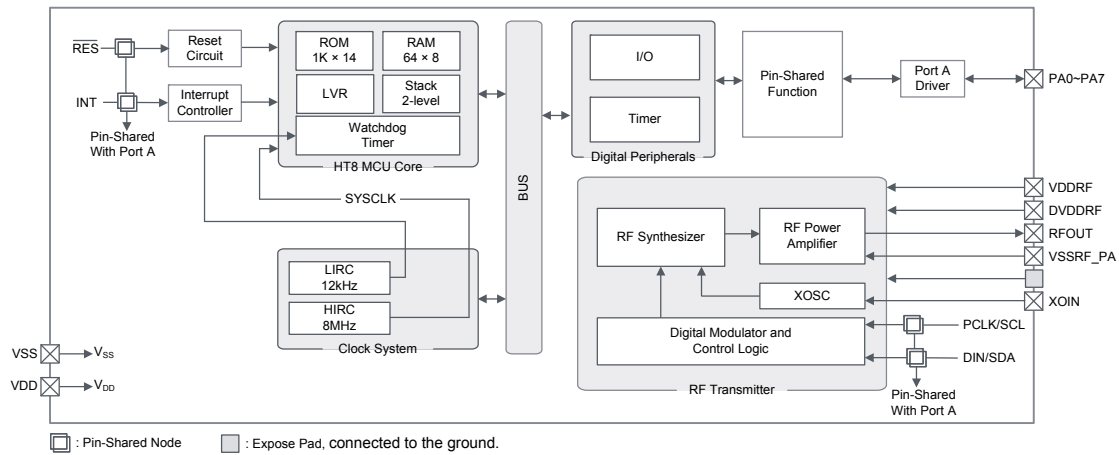 RES
Reset
Circuit
INT
Interrupt
Controller
Pin-Shared
With Port A
ROM
1K × 14
RAM
64 × 8
LVR
Stack
2-level
Watchdog
Timer
HT8 MCU Core
SYSCLK
LIRC
12kHz
HIRC
8MHz
Clock System
BUS
I/O
Timer
Digital Peripherals
Pin-Shared
Function
Port A
Driver
PA0~PA7
RF Synthesizer
RF Power
Amplifier
XOSC
Digital Modulator and
Control Logic
RF Transmitter
VDDRF
DVDDRF
RFOUT
VSSRF_PA
XOIN
PCLK/SCL
DIN/SDA
Pin-Shared
With Port A
VSS
VSS
VDD
VDD
: Pin-Shared Node
: Expose Pad, connected to the ground.